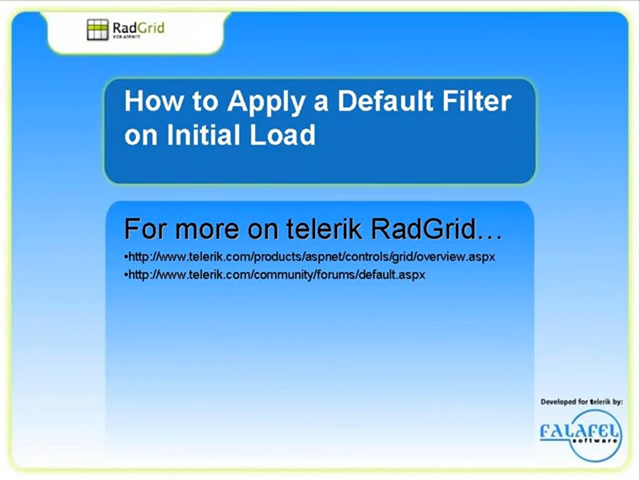 RadGrid
FOR ASP.NET
How to Apply a Default Filter
on Initial Load
For more on telerik RadGrid…
•http://www.telerik.com/products/aspnet/controls/grid/overview.aspx
•http://www.telerik.com/community/forums/default.aspx
Developed for telerik by:
FALAFEL
software